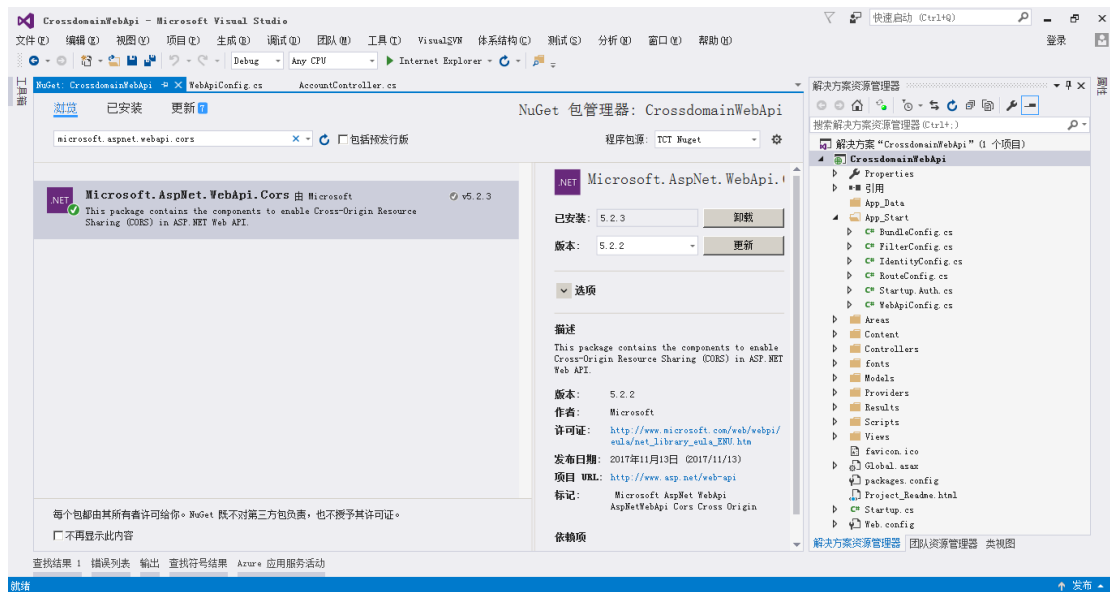 CrossdomainWebApi - Microsoft Visual Studio
快速启动 (Ctrl+Q)
文件(F) 编辑(E) 视图(V) 项目(P) 生成(B) 调试(D) 团队(M) 工具(T) VisualSVN 体系结构(C) 测试(S) 分析(N) 窗口(W) 帮助(H)
登录
Debug Any CPU Internet Explorer
工具箱
NuGet: CrossdomainWebApi WebApiConfig.cs AccountController.cs
浏览 已安装 更新 7
NuGet 包管理器: CrossdomainWebApi
microsoft.aspnet.webapi.cors
包括预发行版
程序包源: TCT Nuget
.NET
Microsoft.AspNet.WebApi.Cors 由 Microsoft
v5.2.3
This package contains the components to enable Cross-Origin Resource
Sharing (CORS) in ASP.NET Web API.
每个包都由其所有者许可给你。NuGet 既不对第三方包负责，也不授予其许可证。
不再显示此内容
.NET
Microsoft.AspNet.WebApi.
已安装: 5.2.3 卸载
版本: 5.2.2 更新
选项
描述
This package contains the components to enable
Cross-Origin Resource Sharing (CORS) in ASP.NET
Web API.
版本: 5.2.2
作者: Microsoft
许可证: http://www.microsoft.com/web/webpi/
eula/net_library_eula_ENU.htm
发布日期: 2017年11月13日 (2017/11/13)
项目 URL: http://www.asp.net/web-api
标记: Microsoft AspNet WebApi
AspNetWebApi Cors Cross Origin
依赖项
解决方案资源管理器
搜索解决方案资源管理器(Ctrl+;)
解决方案“CrossdomainWebApi”(1 个项目)
CrossdomainWebApi
Properties
引用
App_Data
App_Start
C# BundleConfig.cs
C# FilterConfig.cs
C# IdentityConfig.cs
C# RouteConfig.cs
C# Startup.Auth.cs
C# WebApiConfig.cs
Areas
Content
Controllers
fonts
Models
Providers
Results
Scripts
Views
favicon.ico
Global.asax
packages.config
Project_Readme.html
C# Startup.cs
Web.config
解决方案资源管理器 团队资源管理器 类视图
属性
查找结果 1 错误列表 输出 查找符号结果 Azure 应用服务活动
就绪
发布